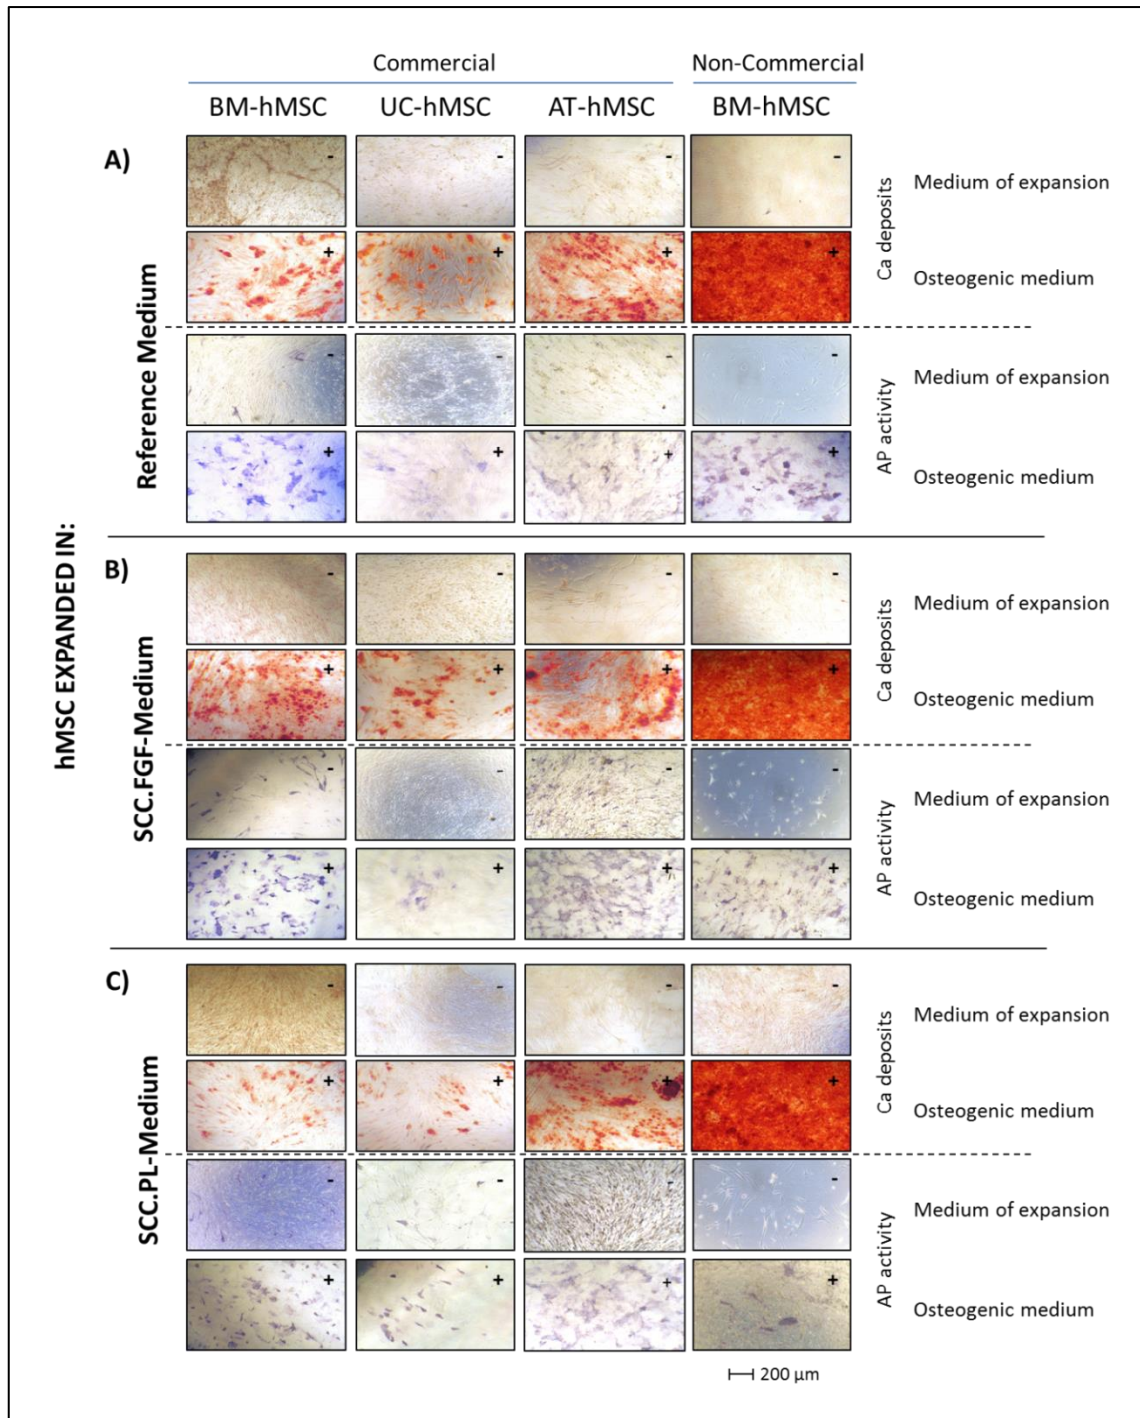 Commercial
Non-Commercial
BM-hMSC
UC-hMSC
AT-hMSC
BM-hMSC
hMSC EXPANDED IN:
A)
Reference Medium
- - - -
Ca deposits
Medium of expansion
+ + + +
Osteogenic medium
- - - -
AP activity
Medium of expansion
+ + + +
Osteogenic medium
B)
SCC.FGF-Medium
- - - -
Ca deposits
Medium of expansion
+ + + +
Osteogenic medium
- - - -
AP activity
Medium of expansion
+ + + +
Osteogenic medium
C)
SCC.PL-Medium
- - - -
Ca deposits
Medium of expansion
+ + + +
Osteogenic medium
- - - -
AP activity
Medium of expansion
+ + + +
Osteogenic medium
200 µm